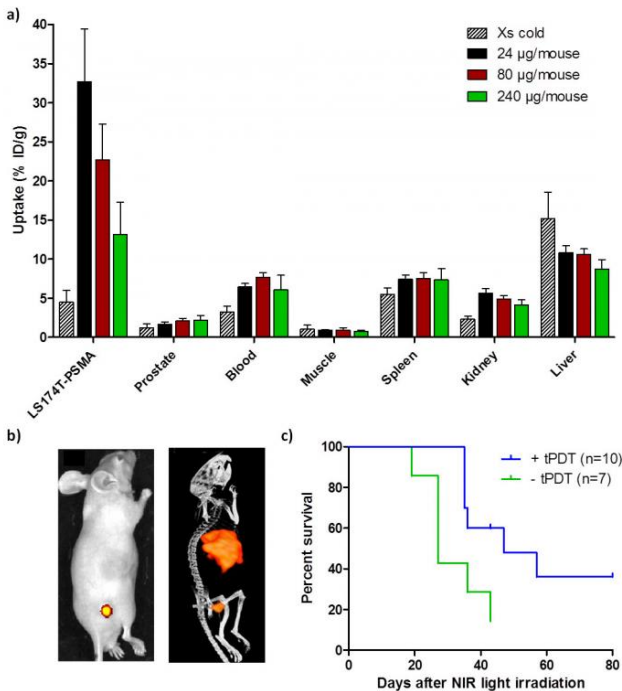 a)
Xs cold
24 µg/mouse
80 µg/mouse
240 µg/mouse
40
35
30
25
20
15
10
5
0
Uptake (% ID/g)
LS174T-PSMA
Prostate
Blood
Muscle
Spleen
Kidney
Liver
b)
c)
+ tPDT (n=10)
- tPDT (n=7)
100
80
60
40
20
0
Percent survival
0 20 40 60 80
Days after NIR light irradiation